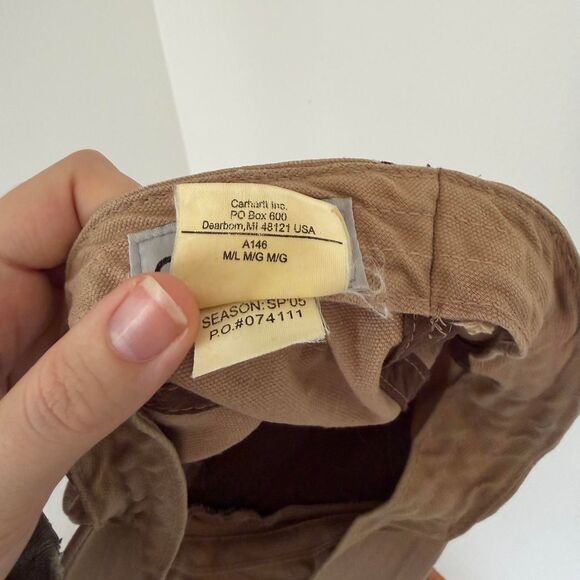 Carhartt Inc.
PO Box 600
Dearborn, MI 48121 USA
A146
M/L M/G M/G
SEASON: SP'05
P.O.#074111